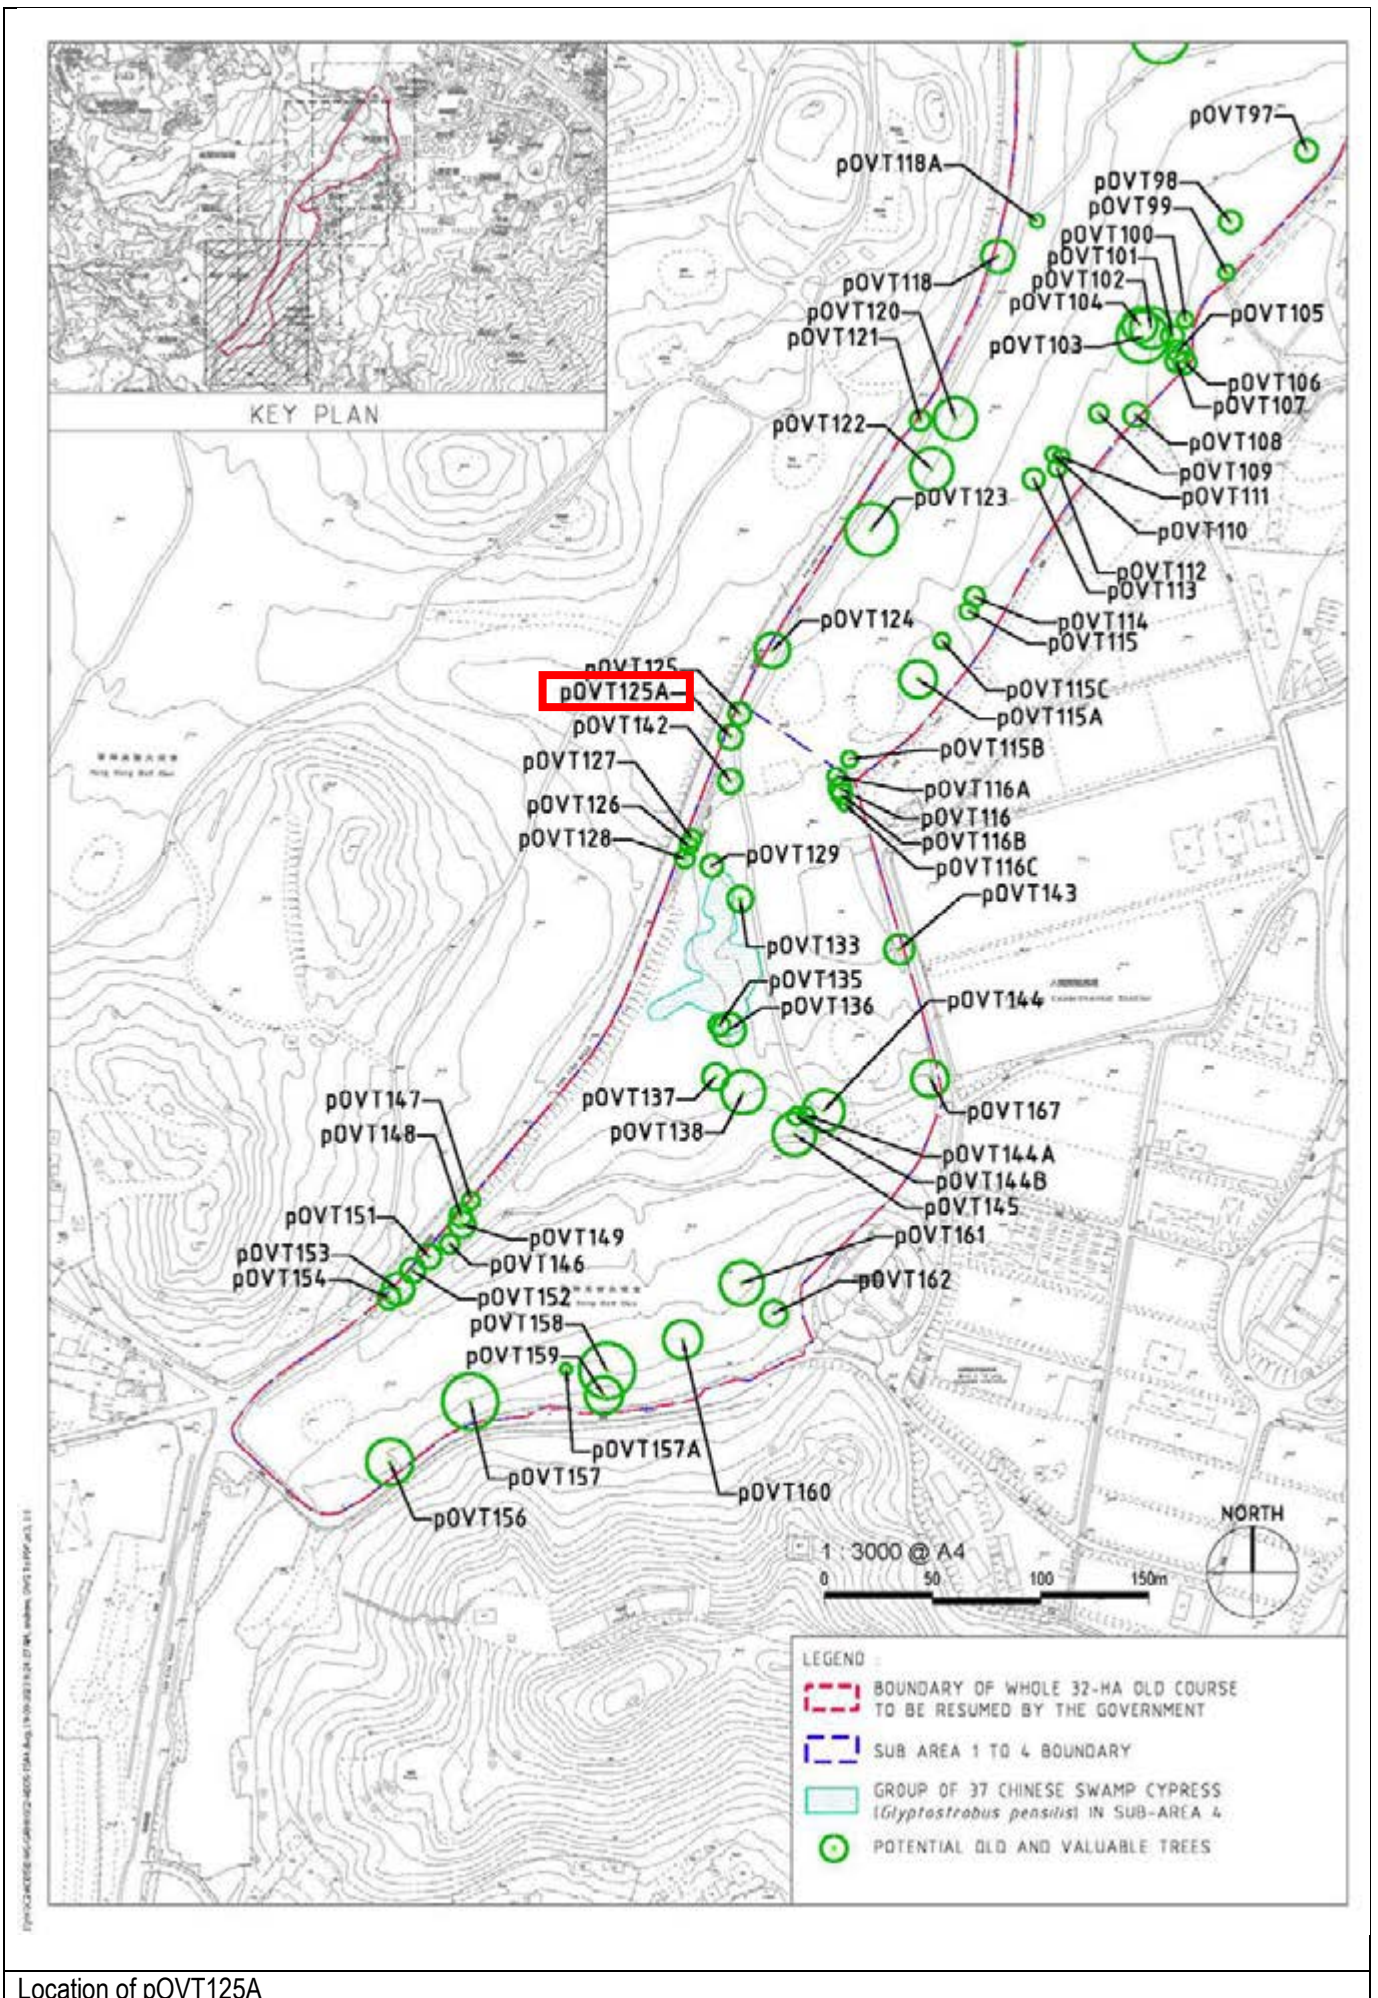 KEY PLAN
pOVT97
pOVT118A
pOVT98
pOVT99
pOVT100
pOVT101
pOVT102
pOVT104
pOVT118
pOVT105
pOVT120
pOVT121
pOVT103
pOVT106
pOVT107
pOVT122
pOVT108
pOVT109
pOVT111
pOVT123
pOVT110
pOVT112
pOVT113
pOVT124
pOVT114
pOVT115
pOVT125
pOVT125A
pOVT115C
pOVT142
pOVT115A
pOVT127
pOVT115B
pOVT116A
pOVT126
pOVT116
pOVT128
pOVT116B
pOVT129
pOVT116C
pOVT143
pOVT133
pOVT135
pOVT136
pOVT144
Experimental Station
pOVT137
pOVT147
pOVT167
pOVT138
pOVT148
pOVT144A
pOVT144B
pOVT145
pOVT151
pOVT149
pOVT161
pOVT153
pOVT146
pOVT154
pOVT162
pOVT152
pOVT158
pOVT159
pOVT157A
pOVT157
pOVT160
pOVT156
NORTH
1 : 3000 @ A4
0 50 100 150m
LEGEND :
BOUNDARY OF WHOLE 32-HA OLD COURSE
TO BE RESUMED BY THE GOVERNMENT
SUB AREA 1 TO 4 BOUNDARY
GROUP OF 37 CHINESE SWAMP CYPRESS
(Glyptostrobus pensilis) IN SUB-AREA 4
POTENTIAL OLD AND VALUABLE TREES
Location of pOVT125A